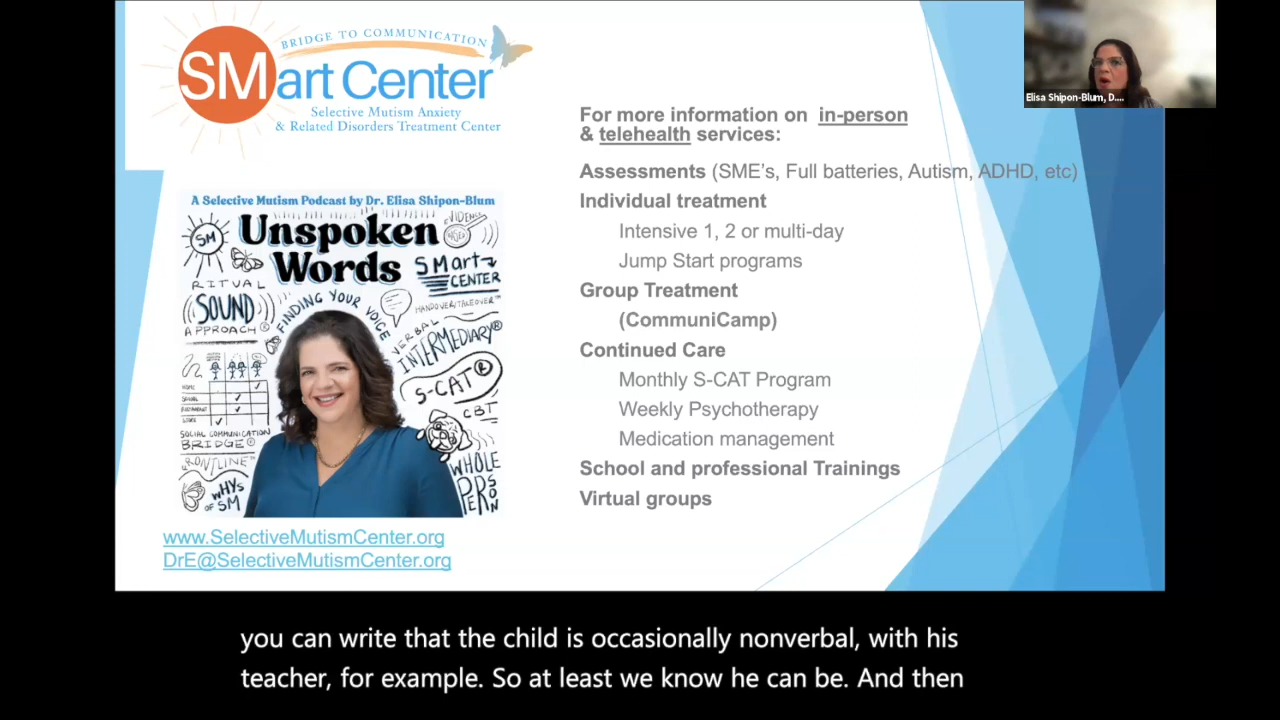 BRIDGE TO COMMUNICATION
SMart Center
Selective Mutism Anxiety
& Related Disorders Treatment Center
Elisa Shipon-Blum, D....
For more information on in-person
& telehealth services:
Assessments (SME's, Full batteries, Autism, ADHD, etc)
Individual treatment
Intensive 1, 2 or multi-day
Jump Start programs
Group Treatment
(CommuniCamp)
Continued Care
Monthly S-CAT Program
Weekly Psychotherapy
Medication management
School and professional Trainings
Virtual groups
A Selective Mutism Podcast by Dr. Elisa Shipon-Blum
Unspoken
Words
SM
EVIDENCE
SMart
CENTER
RITUAL
SOUND
APPROACH®
FINDING YOUR VOICE
HANDOVER/TAKEOVER™
VERBAL
INTERMEDIARY®
S-CAT®
CBT
SOCIAL COMMUNICATION
BRIDGE®
FRONTLINE™
WHYS
OF SM
WHOLE
PERSON
www.SelectiveMutismCenter.org
DrE@SelectiveMutismCenter.org
you can write that the child is occasionally nonverbal, with his
teacher, for example. So at least we know he can be. And then